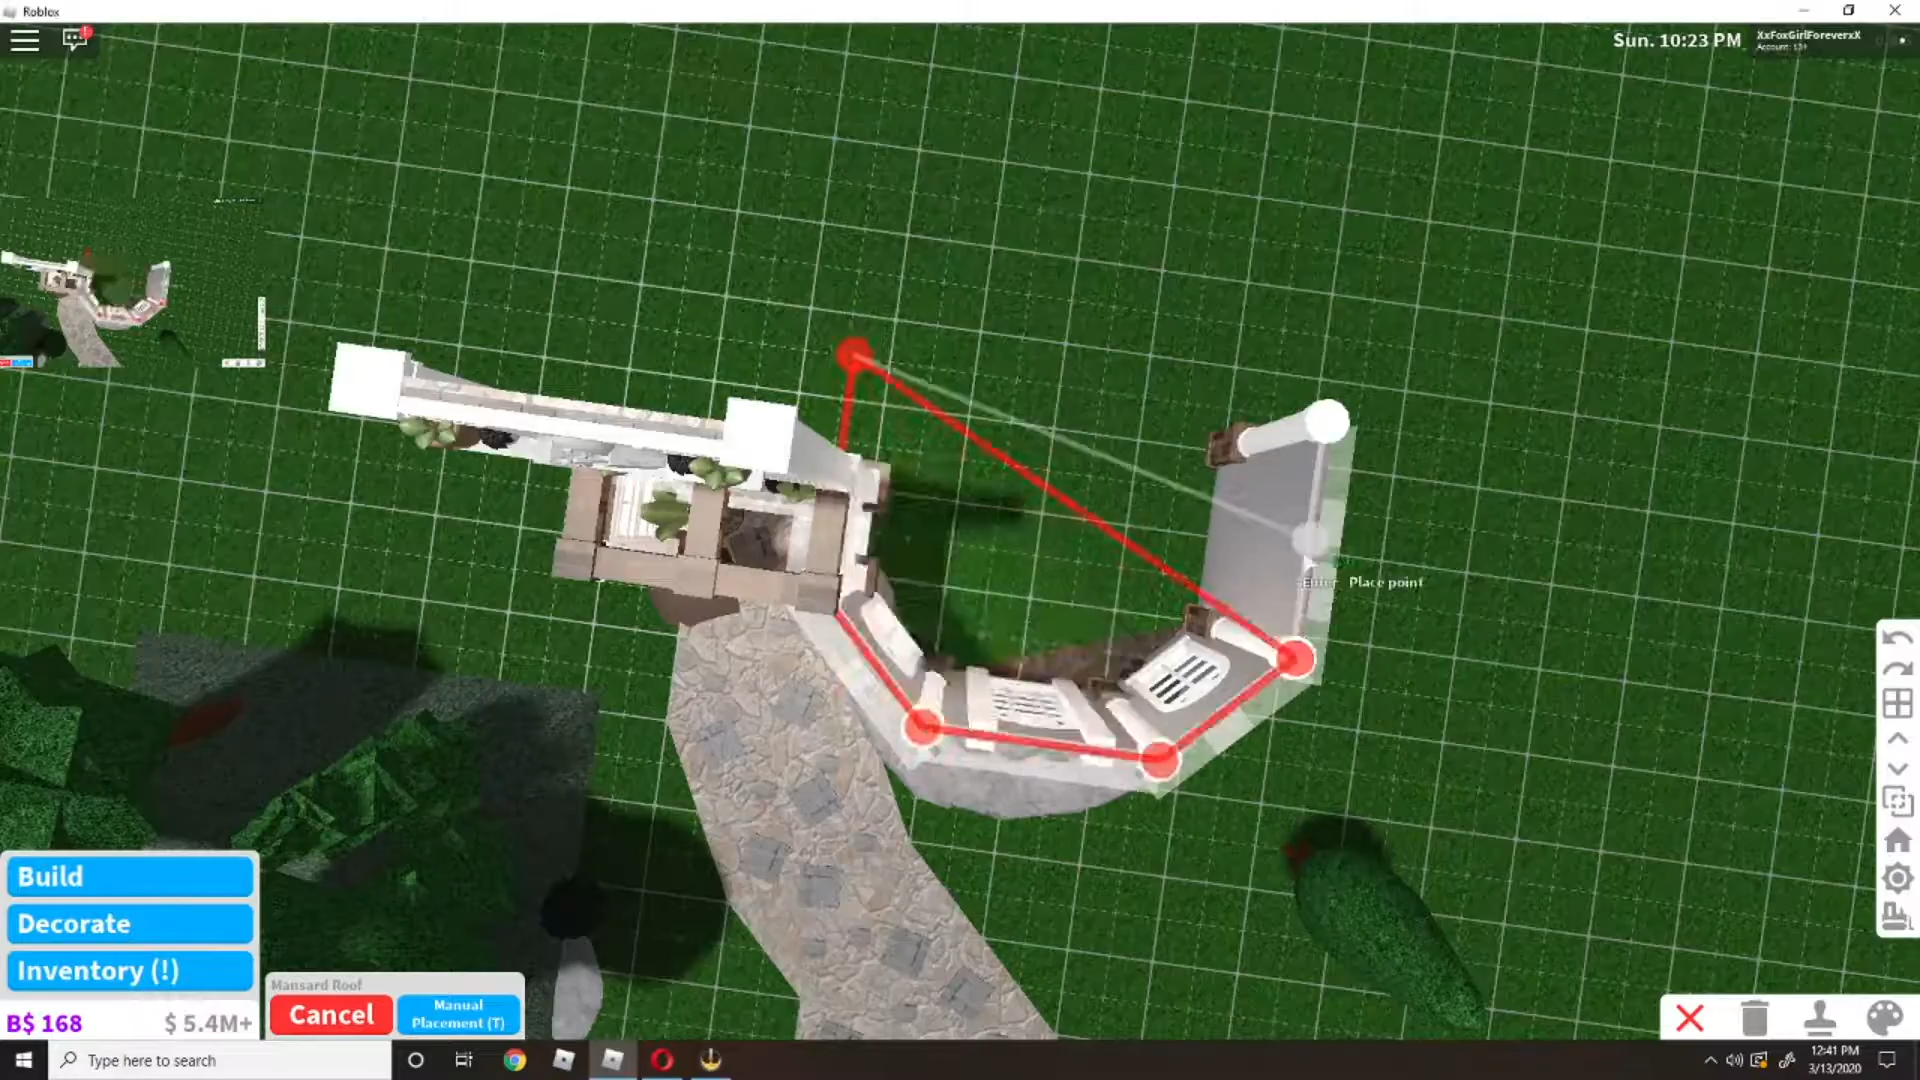 Roblox
Sun. 10:23 PM
XxFoxGirlForeverxX
Enter Place point
Build
Decorate
Inventory (!)
B$ 168
$ 5.4M+
Mansard Roof
Cancel
Manual
Placement (T)
Type here to search
12:41 PM
3/13/2020